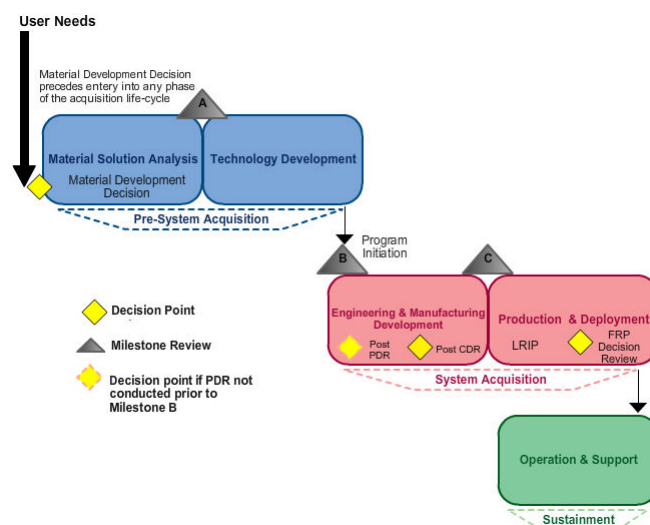 User Needs
Material Development Decision
precedes entery into any phase
of the acquisition life-cycle
A
Material Solution Analysis
Technology Development
Material Development
Decision
Pre-System Acquisition
Program
Initiation
B
C
Engineering & Manufacturing
Development
Production & Deployment
Post
PDR
Post CDR
LRIP
FRP
Decision
Review
System Acquisition
Decision Point
Milestone Review
Decision point if PDR not
conducted prior to
Milestone B
Operation & Support
Sustainment